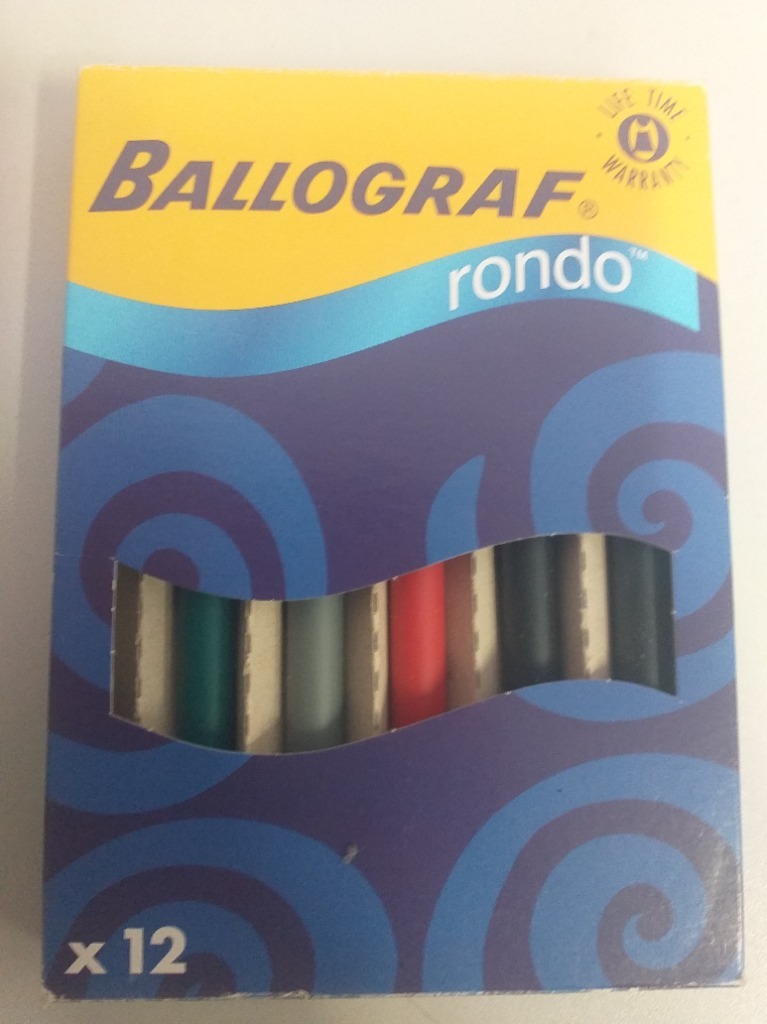 LIFE TIME
WARRANTY
BALLOGRAF®
rondo™
x 12